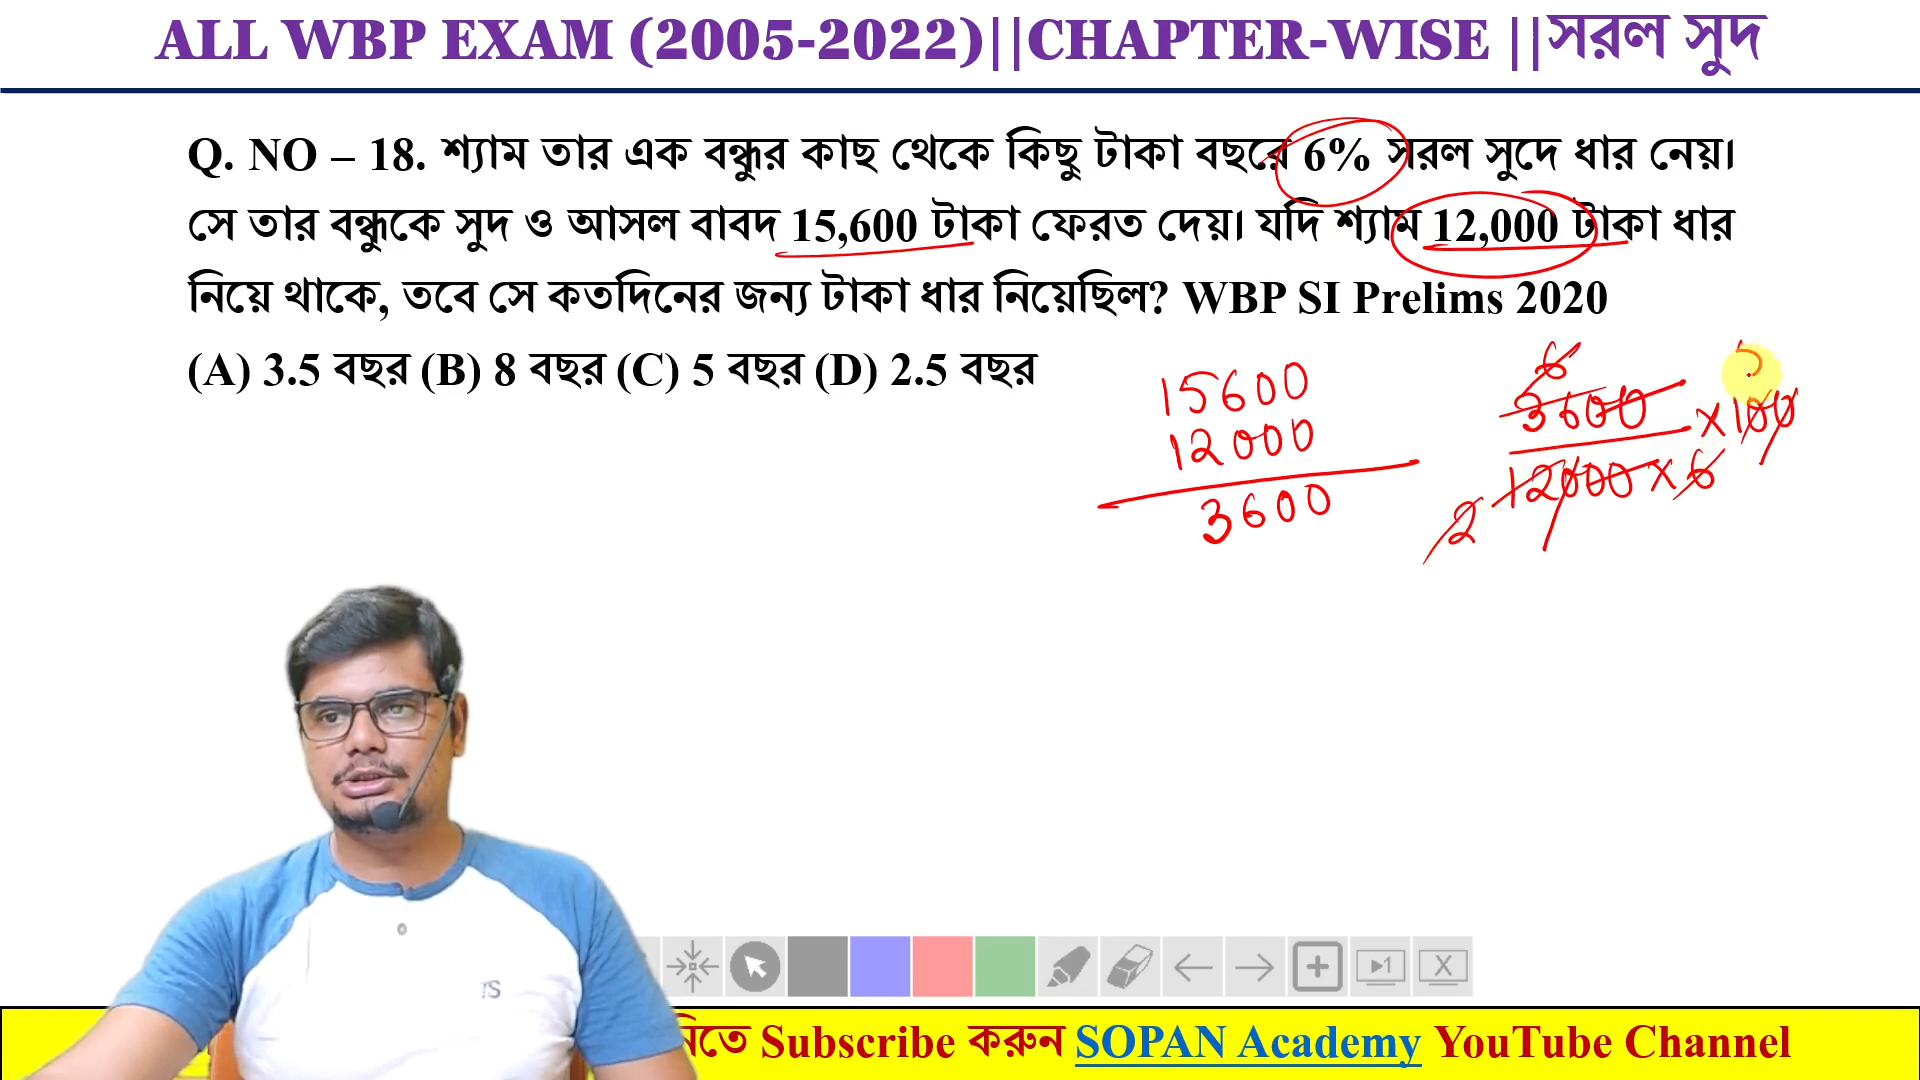 ALL WBP EXAM (2005-2022)||CHAPTER-WISE ||সরল সুদ
Q. NO – 18. শ্যাম তার এক বন্ধুর কাছ থেকে কিছু টাকা বছরে 6% সরল সুদে ধার নেয়।
সে তার বন্ধুকে সুদ ও আসল বাবদ 15,600 টাকা ফেরত দেয়। যদি শ্যাম 12,000 টাকা ধার
নিয়ে থাকে, তবে সে কতদিনের জন্য টাকা ধার নিয়েছিল? WBP SI Prelims 2020
(A) 3.5 বছর (B) 8 বছর (C) 5 বছর (D) 2.5 বছর
15600
12000
3600
6
3600 ×100
12000 × 6
2
Subscribe করুন SOPAN Academy YouTube Channel